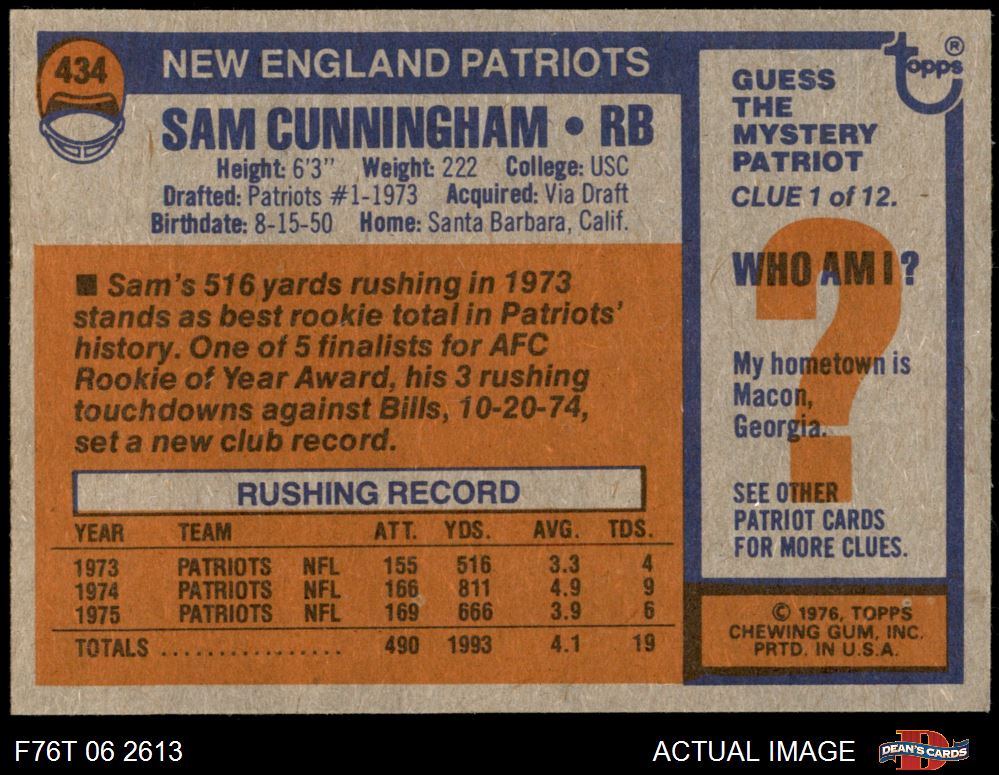 434
NEW ENGLAND PATRIOTS
SAM CUNNINGHAM • RB
Height: 6'3" Weight: 222 College: USC
Drafted: Patriots #1-1973 Acquired: Via Draft
Birthdate: 8-15-50 Home: Santa Barbara, Calif.
■ Sam's 516 yards rushing in 1973
stands as best rookie total in Patriots'
history. One of 5 finalists for AFC
Rookie of Year Award, his 3 rushing
touchdowns against Bills, 10-20-74,
set a new club record.
RUSHING RECORD
YEAR TEAM ATT. YDS. AVG. TDS.
1973 PATRIOTS NFL 155 516 3.3 4
1974 PATRIOTS NFL 166 811 4.9 9
1975 PATRIOTS NFL 169 666 3.9 6
TOTALS ................ 490 1993 4.1 19
topps ®
GUESS
THE
MYSTERY
PATRIOT
CLUE 1 of 12.
?
WHO AM I?
My hometown is
Macon,
Georgia.
SEE OTHER
PATRIOT CARDS
FOR MORE CLUES.
© 1976, TOPPS
CHEWING GUM, INC.
PRTD. IN U.S.A.
F76T 06 2613
ACTUAL IMAGE
D
DEAN'S CARDS